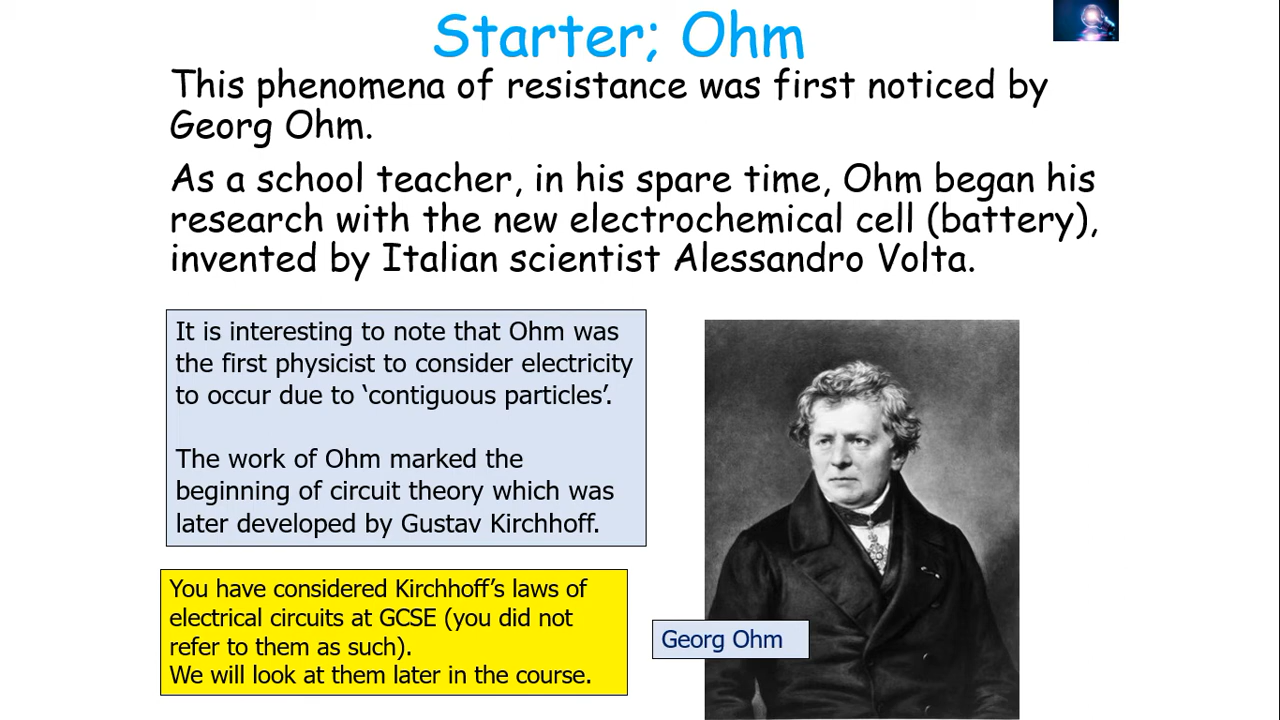 Starter; Ohm
This phenomena of resistance was first noticed by
Georg Ohm.
As a school teacher, in his spare time, Ohm began his
research with the new electrochemical cell (battery),
invented by Italian scientist Alessandro Volta.
It is interesting to note that Ohm was
the first physicist to consider electricity
to occur due to ‘contiguous particles’.
The work of Ohm marked the
beginning of circuit theory which was
later developed by Gustav Kirchhoff.
You have considered Kirchhoff’s laws of
electrical circuits at GCSE (you did not
refer to them as such).
We will look at them later in the course.
Georg Ohm